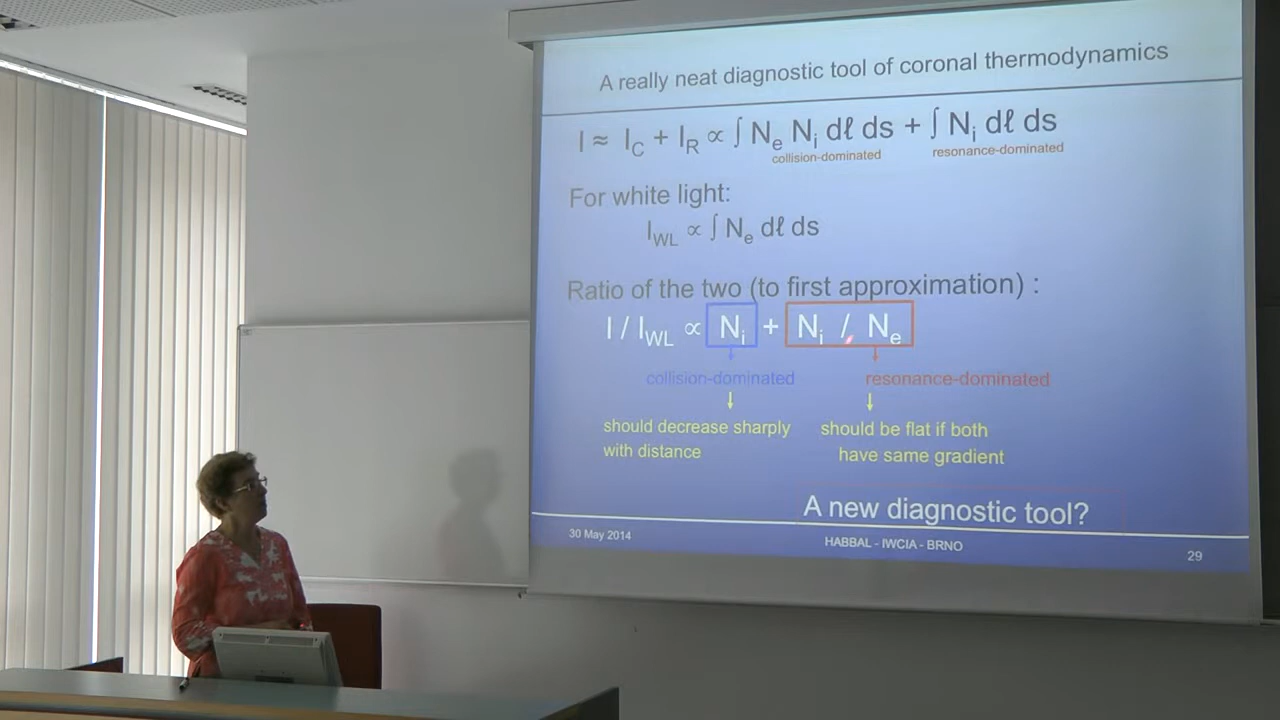 A really neat diagnostic tool of coronal thermodynamics
I ≈ I_C + I_R ∝ ∫ N_e N_i dℓ ds + ∫ N_i dℓ ds
collision-dominated resonance-dominated
For white light:
I_WL ∝ ∫ N_e dℓ ds
Ratio of the two (to first approximation) :
I / I_WL ∝ N_i + N_i / N_e
collision-dominated resonance-dominated
should decrease sharply should be flat if both
with distance have same gradient
A new diagnostic tool?
30 May 2014 HABBAL - IWCIA - BRNO 29